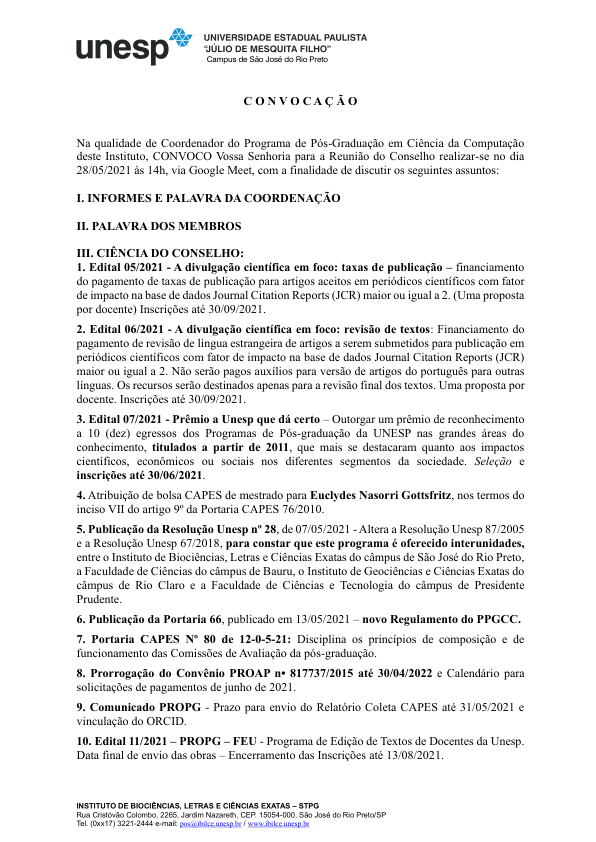 unesp
UNIVERSIDADE ESTADUAL PAULISTA
“JÚLIO DE MESQUITA FILHO”
Campus de São José do Rio Preto
C O N V O C A Ç Ã O
Na qualidade de Coordenador do Programa de Pós-Graduação em Ciência da Computação
deste Instituto, CONVOCO Vossa Senhoria para a Reunião do Conselho realizar-se no dia
28/05/2021 às 14h, via Google Meet, com a finalidade de discutir os seguintes assuntos:
I. INFORMES E PALAVRA DA COORDENAÇÃO
II. PALAVRA DOS MEMBROS
III. CIÊNCIA DO CONSELHO:
1. Edital 05/2021 - A divulgação científica em foco: taxas de publicação – financiamento
do pagamento de taxas de publicação para artigos aceitos em periódicos científicos com fator
de impacto na base de dados Journal Citation Reports (JCR) maior ou igual a 2. (Uma proposta
por docente) Inscrições até 30/09/2021.
2. Edital 06/2021 - A divulgação científica em foco: revisão de textos: Financiamento do
pagamento de revisão de língua estrangeira de artigos a serem submetidos para publicação em
periódicos científicos com fator de impacto na base de dados Journal Citation Reports (JCR)
maior ou igual a 2. Não serão pagos auxílios para versão de artigos do português para outras
línguas. Os recursos serão destinados apenas para a revisão final dos textos. Uma proposta por
docente. Inscrições até 30/09/2021.
3. Edital 07/2021 - Prêmio a Unesp que dá certo – Outorgar um prêmio de reconhecimento
a 10 (dez) egressos dos Programas de Pós-graduação da UNESP nas grandes áreas do
conhecimento, titulados a partir de 2011, que mais se destacaram quanto aos impactos
científicos, econômicos ou sociais nos diferentes segmentos da sociedade. Seleção e
inscrições até 30/06/2021.
4. Atribuição de bolsa CAPES de mestrado para Euclydes Nasorri Gottsfritz, nos termos do
inciso VII do artigo 9º da Portaria CAPES 76/2010.
5. Publicação da Resolução Unesp nº 28, de 07/05/2021 - Altera a Resolução Unesp 87/2005
e a Resolução Unesp 67/2018, para constar que este programa é oferecido interunidades,
entre o Instituto de Biociências, Letras e Ciências Exatas do câmpus de São José do Rio Preto,
a Faculdade de Ciências do câmpus de Bauru, o Instituto de Geociências e Ciências Exatas do
câmpus de Rio Claro e a Faculdade de Ciências e Tecnologia do câmpus de Presidente
Prudente.
6. Publicação da Portaria 66, publicado em 13/05/2021 – novo Regulamento do PPGCC.
7. Portaria CAPES Nº 80 de 12-0-5-21: Disciplina os princípios de composição e de
funcionamento das Comissões de Avaliação da pós-graduação.
8. Prorrogação do Convênio PROAP n• 817737/2015 até 30/04/2022 e Calendário para
solicitações de pagamentos de junho de 2021.
9. Comunicado PROPG - Prazo para envio do Relatório Coleta CAPES até 31/05/2021 e
vinculação do ORCID.
10. Edital 11/2021 – PROPG – FEU - Programa de Edição de Textos de Docentes da Unesp.
Data final de envio das obras – Encerramento das Inscrições até 13/08/2021.
INSTITUTO DE BIOCIÊNCIAS, LETRAS E CIÊNCIAS EXATAS – STPG
Rua Cristóvão Colombo, 2265, Jardim Nazareth, CEP. 15054-000, São José do Rio Preto/SP
Tel. (0xx17) 3221-2444 e-mail: pos@ibilce.unesp.br / www.ibilce.unesp.br